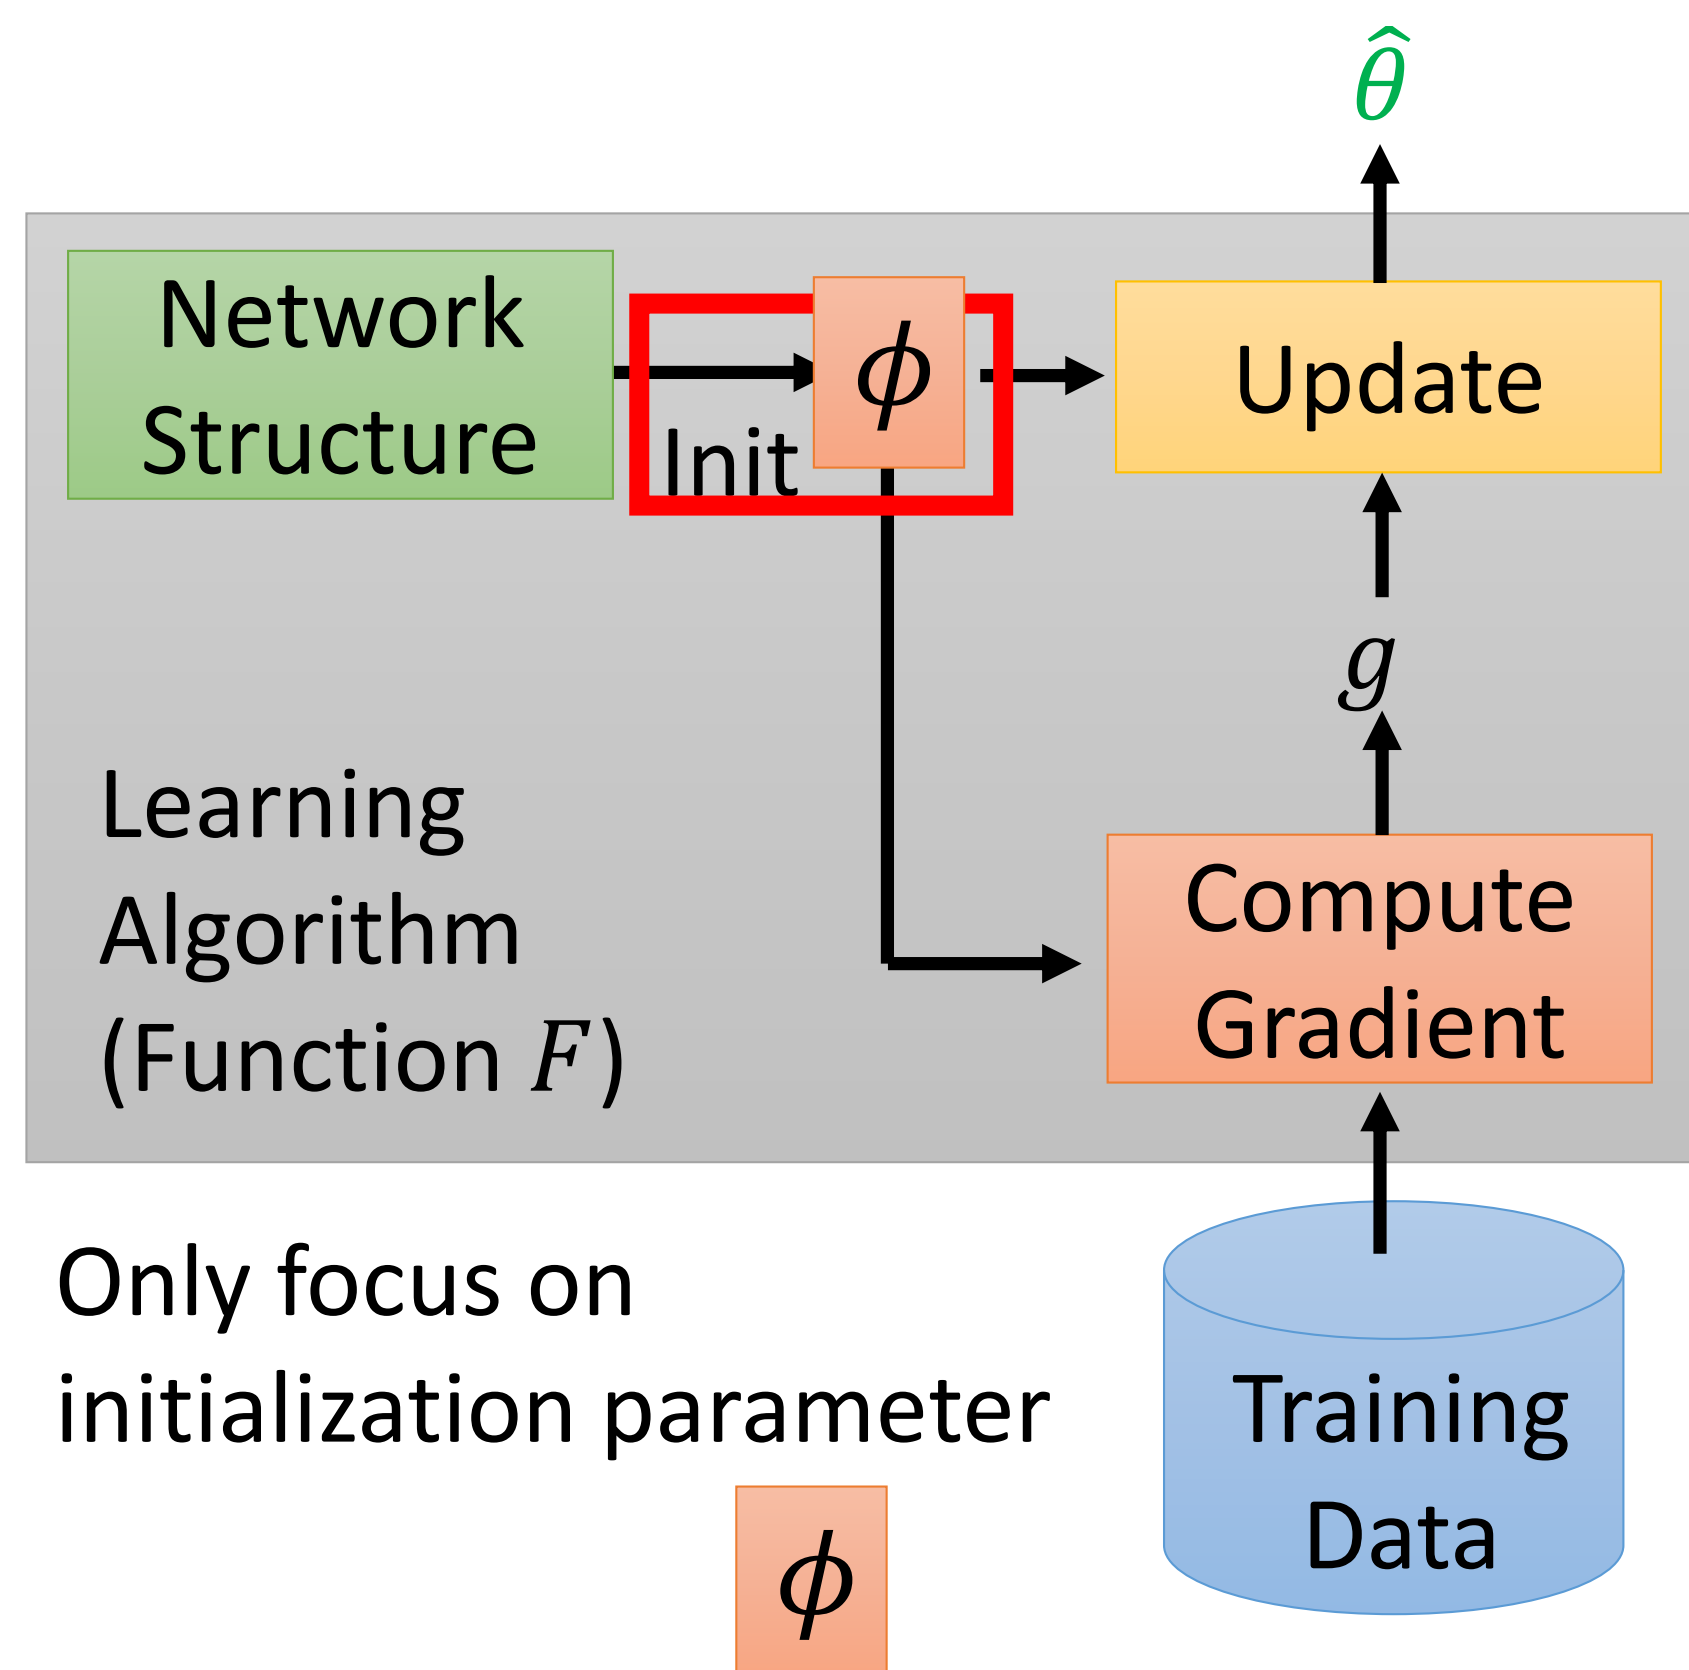 θ̂
Network
Structure
Init
ϕ
Update
g
Learning
Algorithm
(Function F)
Compute
Gradient
Only focus on
initialization parameter
ϕ
Training
Data